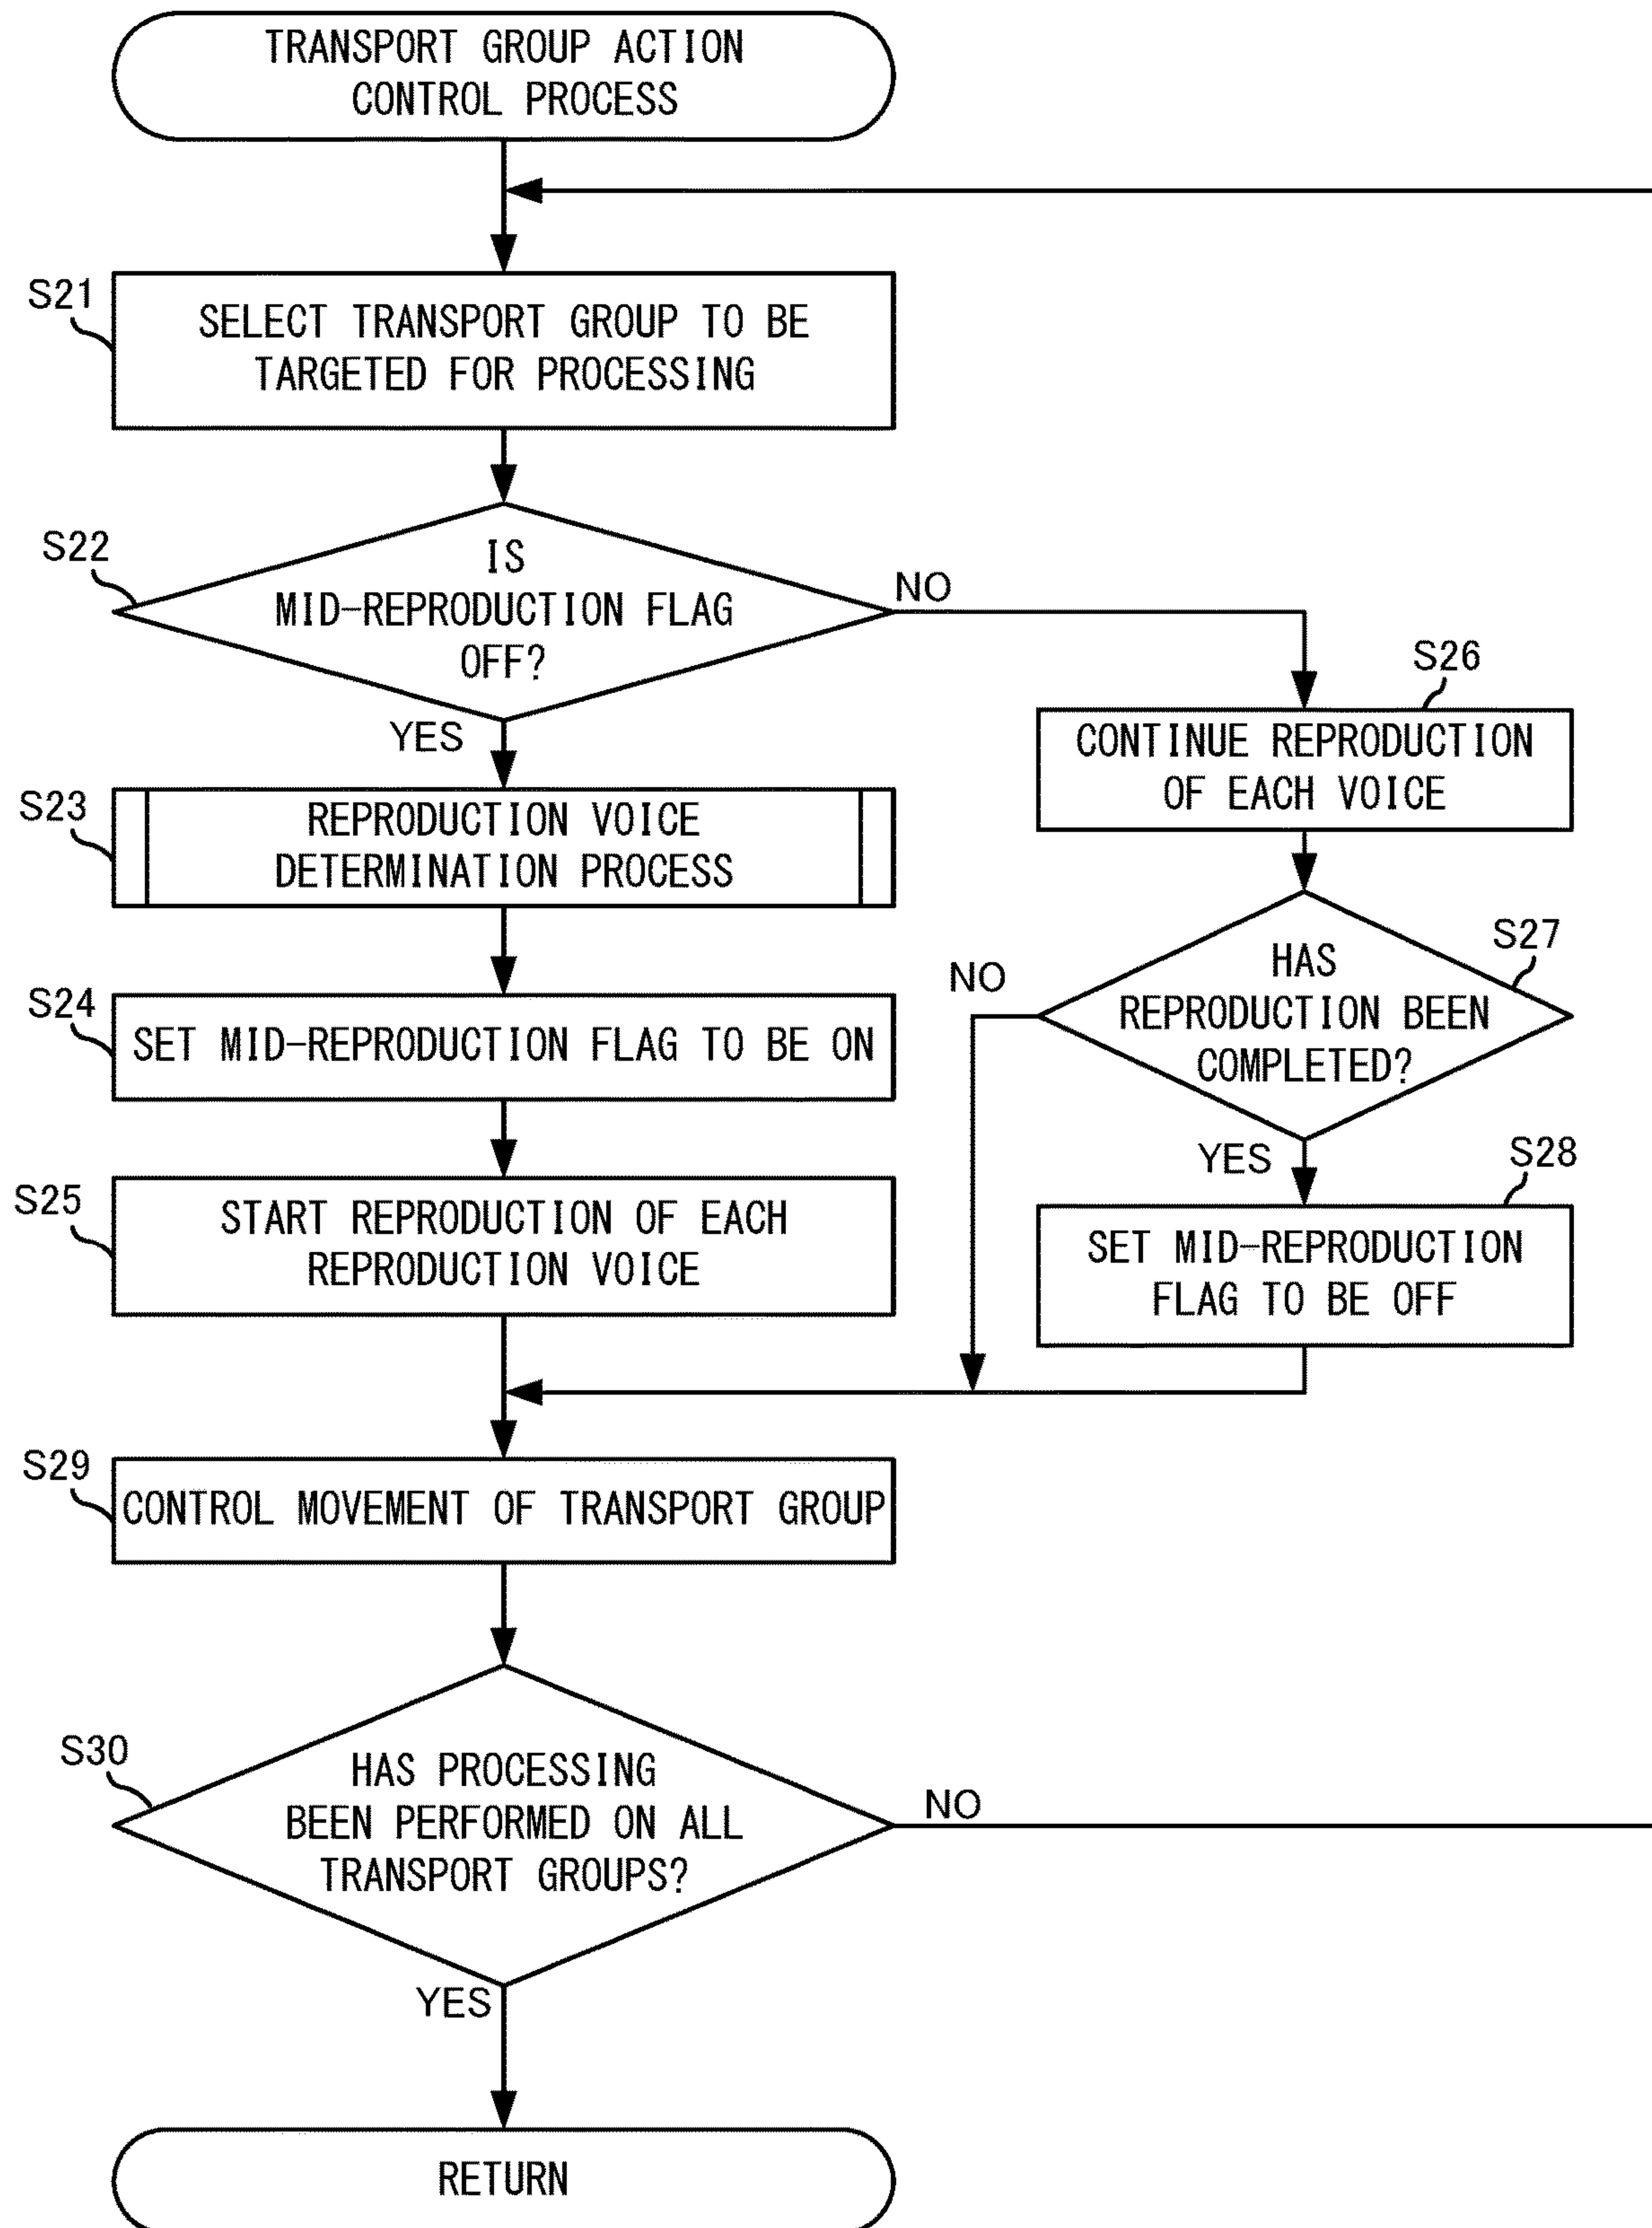 TRANSPORT GROUP ACTION
CONTROL PROCESS
S21
SELECT TRANSPORT GROUP TO BE
TARGETED FOR PROCESSING
S22
IS
MID-REPRODUCTION FLAG
OFF?
NO
YES
S23
REPRODUCTION VOICE
DETERMINATION PROCESS
S24
SET MID-REPRODUCTION FLAG TO BE ON
S25
START REPRODUCTION OF EACH
REPRODUCTION VOICE
S26
CONTINUE REPRODUCTION
OF EACH VOICE
S27
HAS
REPRODUCTION BEEN
COMPLETED?
NO
YES
S28
SET MID-REPRODUCTION
FLAG TO BE OFF
S29
CONTROL MOVEMENT OF TRANSPORT GROUP
S30
HAS PROCESSING
BEEN PERFORMED ON ALL
TRANSPORT GROUPS?
NO
YES
RETURN